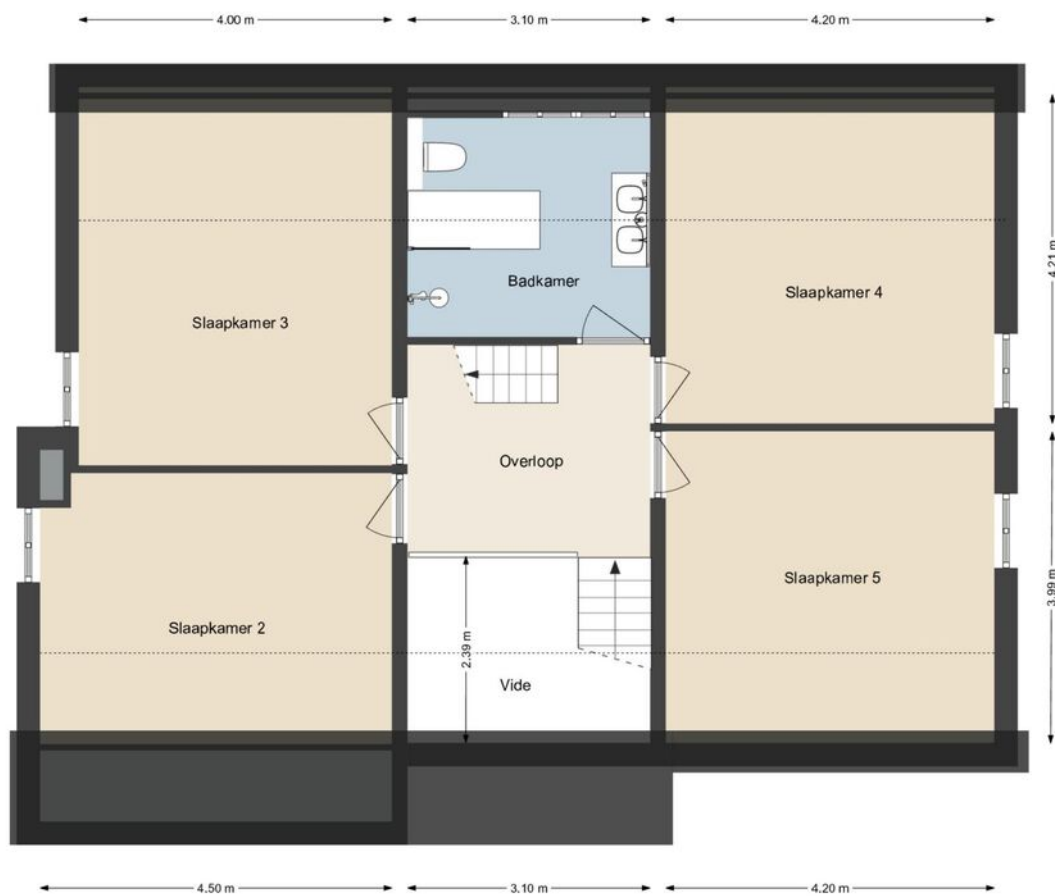 4.00 m
3.10 m
4.20 m
4.21 m
Badkamer
Slaapkamer 4
Slaapkamer 3
Overloop
Slaapkamer 5
3.99 m
Slaapkamer 2
2.39 m
Vide
4.50 m
3.10 m
4.20 m